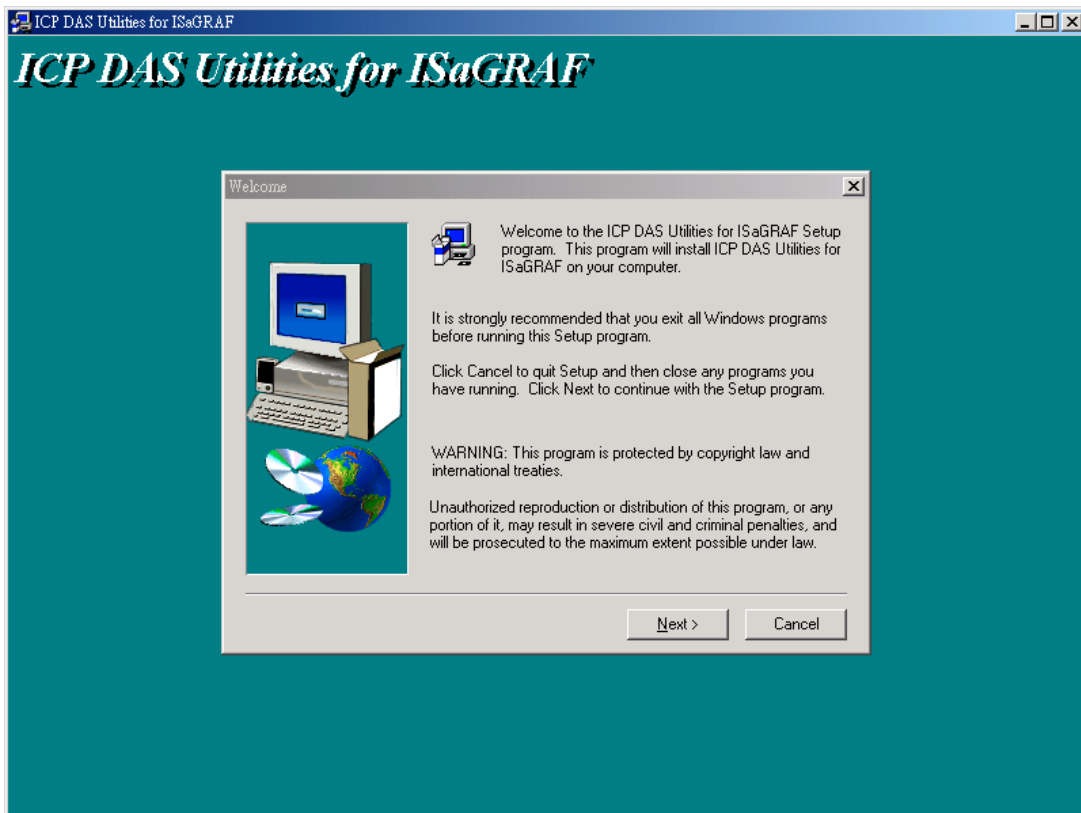 ICP DAS Utilities for ISaGRAF
ICP DAS Utilities for ISaGRAF
Welcome
Welcome to the ICP DAS Utilities for ISaGRAF Setup
program.  This program will install ICP DAS Utilities for
ISaGRAF on your computer.
It is strongly recommended that you exit all Windows programs
before running this Setup program.
Click Cancel to quit Setup and then close any programs you
have running.  Click Next to continue with the Setup program.
WARNING: This program is protected by copyright law and
international treaties.
Unauthorized reproduction or distribution of this program, or any
portion of it, may result in severe civil and criminal penalties, and
will be prosecuted to the maximum extent possible under law.
Next >
Cancel